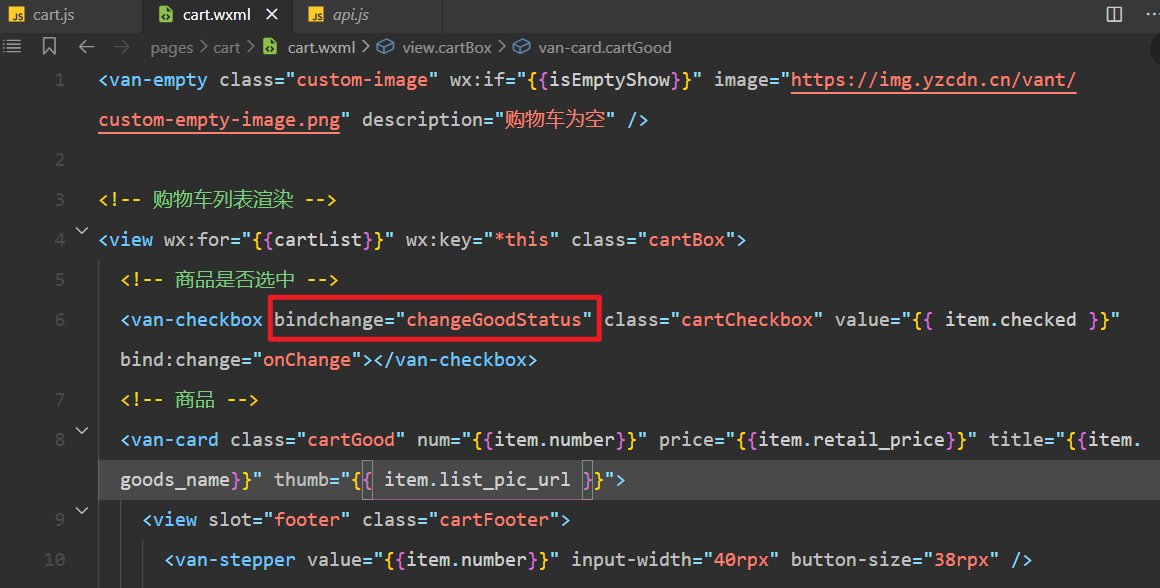 JS cart.js cart.wxml × JS api.js
pages > cart > cart.wxml > view.cartBox > van-card.cartGood
1 <van-empty class="custom-image" wx:if="{{isEmptyShow}}" image="https://img.yzcdn.cn/vant/
custom-empty-image.png" description="购物车为空" />
2
3 <!-- 购物车列表渲染 -->
4 <view wx:for="{{cartList}}" wx:key="*this" class="cartBox">
5 <!-- 商品是否选中 -->
6 <van-checkbox bindchange="changeGoodStatus" class="cartCheckbox" value="{{ item.checked }}"
bind:change="onChange"></van-checkbox>
7 <!-- 商品 -->
8 <van-card class="cartGood" num="{{item.number}}" price="{{item.retail_price}}" title="{{item.
goods_name}}" thumb="{{ item.list_pic_url }}">
9 <view slot="footer" class="cartFooter">
10 <van-stepper value="{{item.number}}" input-width="40rpx" button-size="38rpx" />